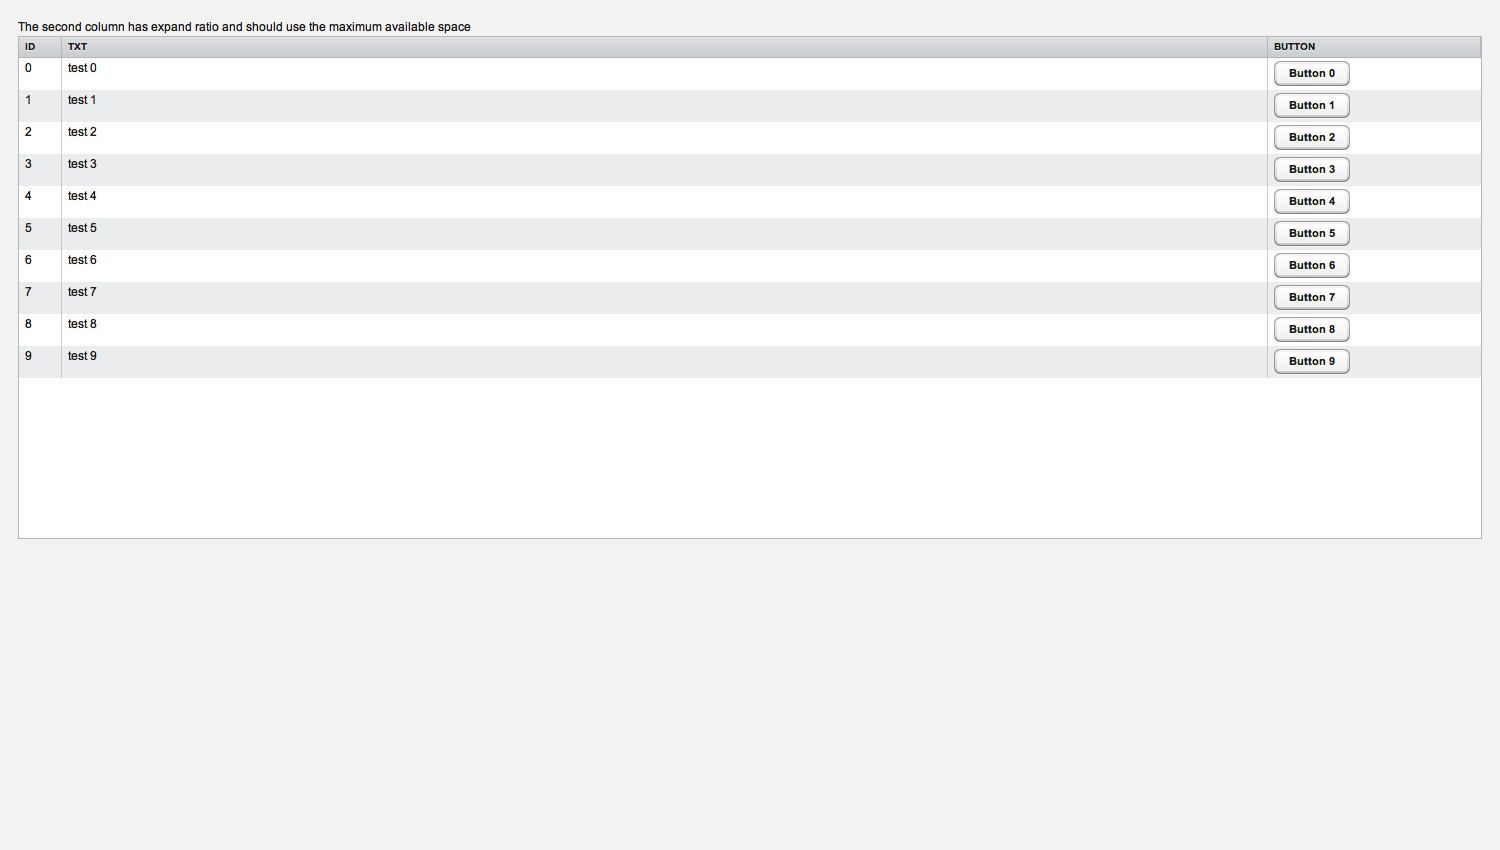 The second column has expand ratio and should use the maximum available space
ID TXT BUTTON
0 test 0 Button 0
1 test 1 Button 1
2 test 2 Button 2
3 test 3 Button 3
4 test 4 Button 4
5 test 5 Button 5
6 test 6 Button 6
7 test 7 Button 7
8 test 8 Button 8
9 test 9 Button 9